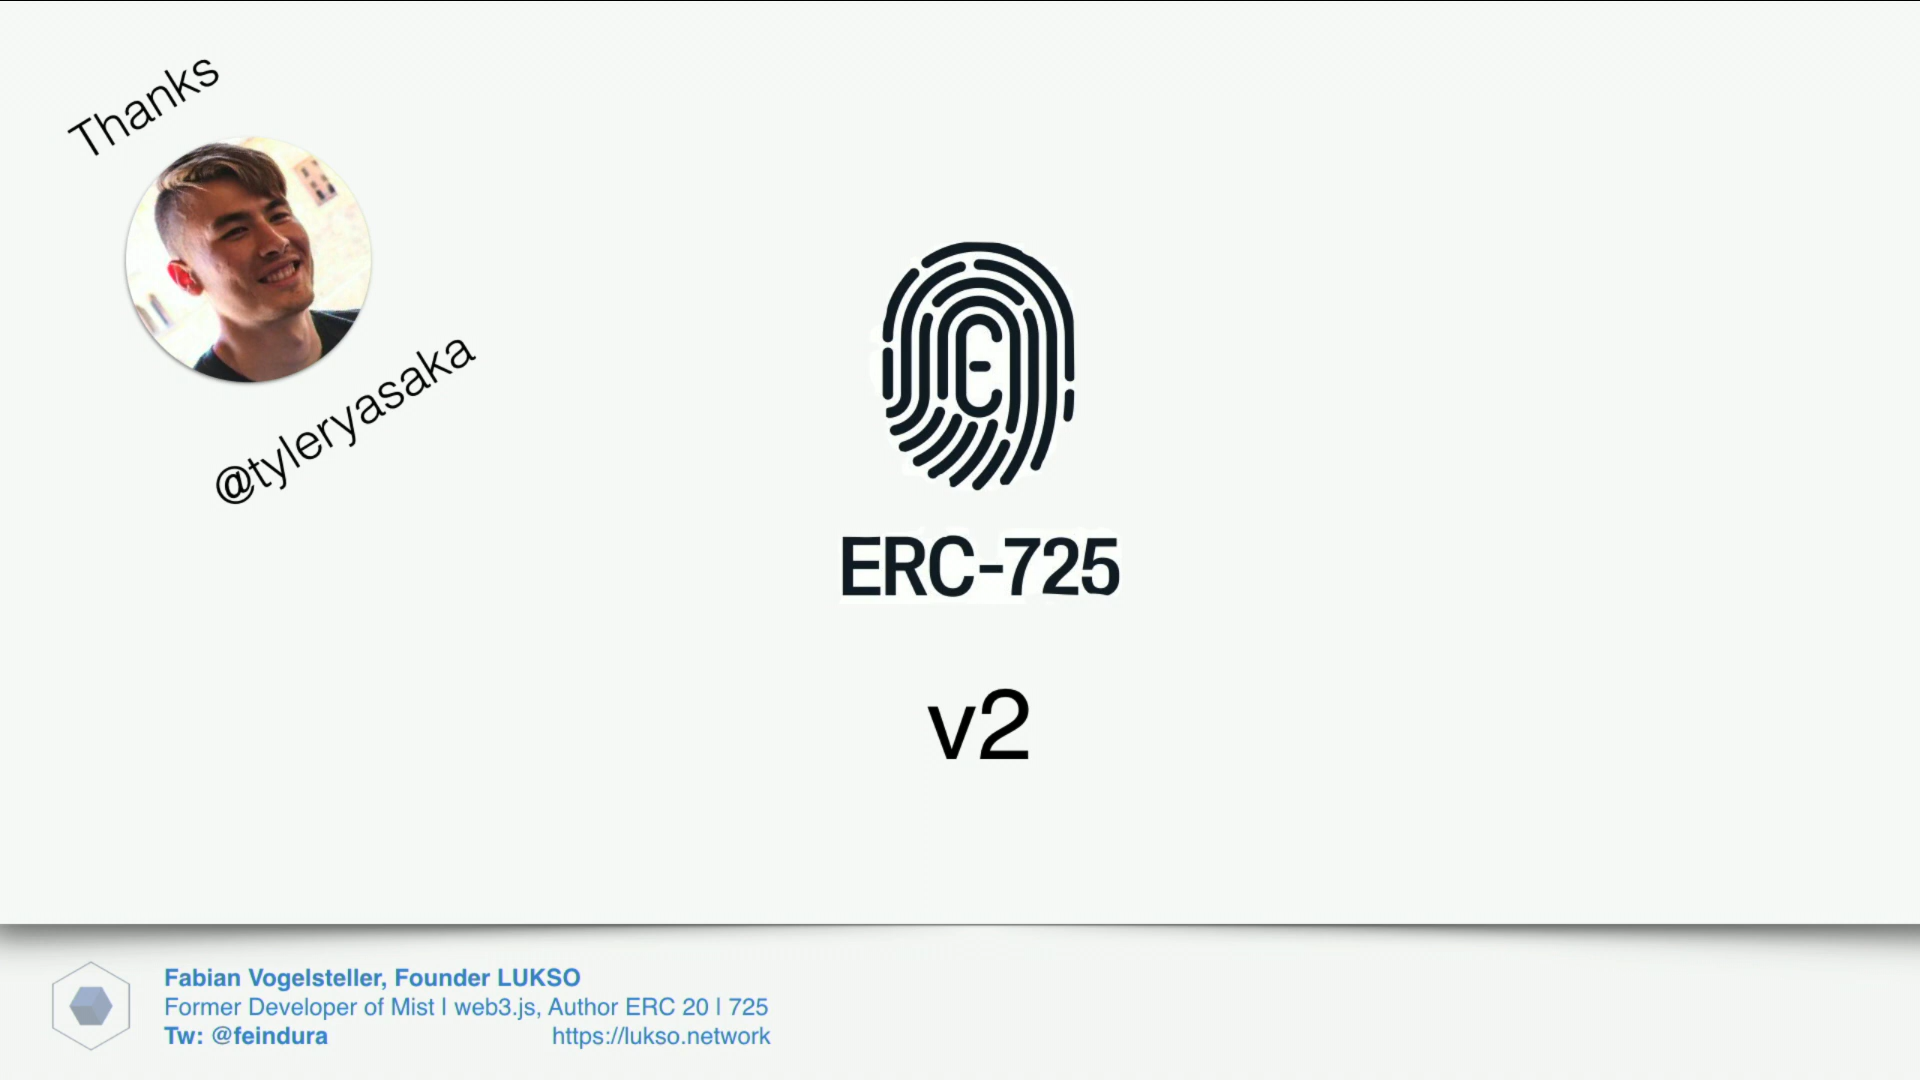 Thanks
@tyleryasaka
ERC-725
v2
Fabian Vogelsteller, Founder LUKSO
Former Developer of Mist | web3.js, Author ERC 20 | 725
Tw: @feindura https://lukso.network